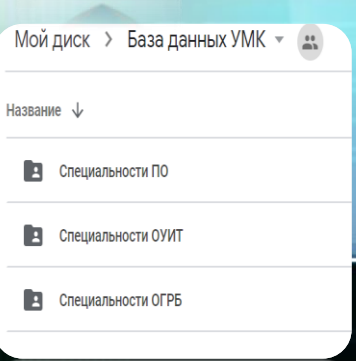 Мой диск > База данных УМК
Название ↓
Специальности ПО
Специальности ОУИТ
Специальности ОГРБ